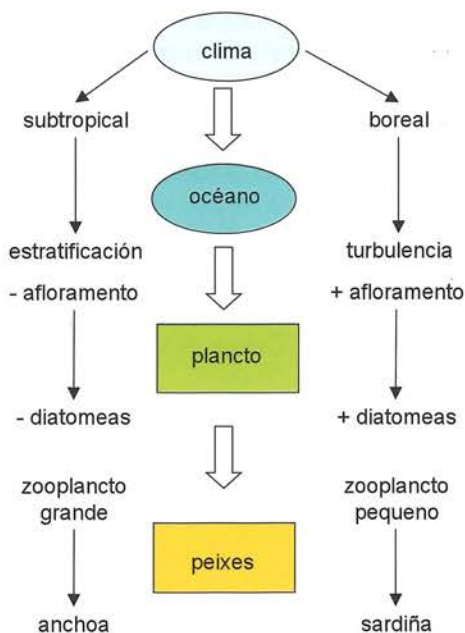 clima
subtropical
boreal
océano
estratificación
- afloramento
turbulencia
+ afloramento
plancto
- diatomeas
+ diatomeas
zooplancto
grande
zooplancto
pequeno
peixes
anchoa
sardiña